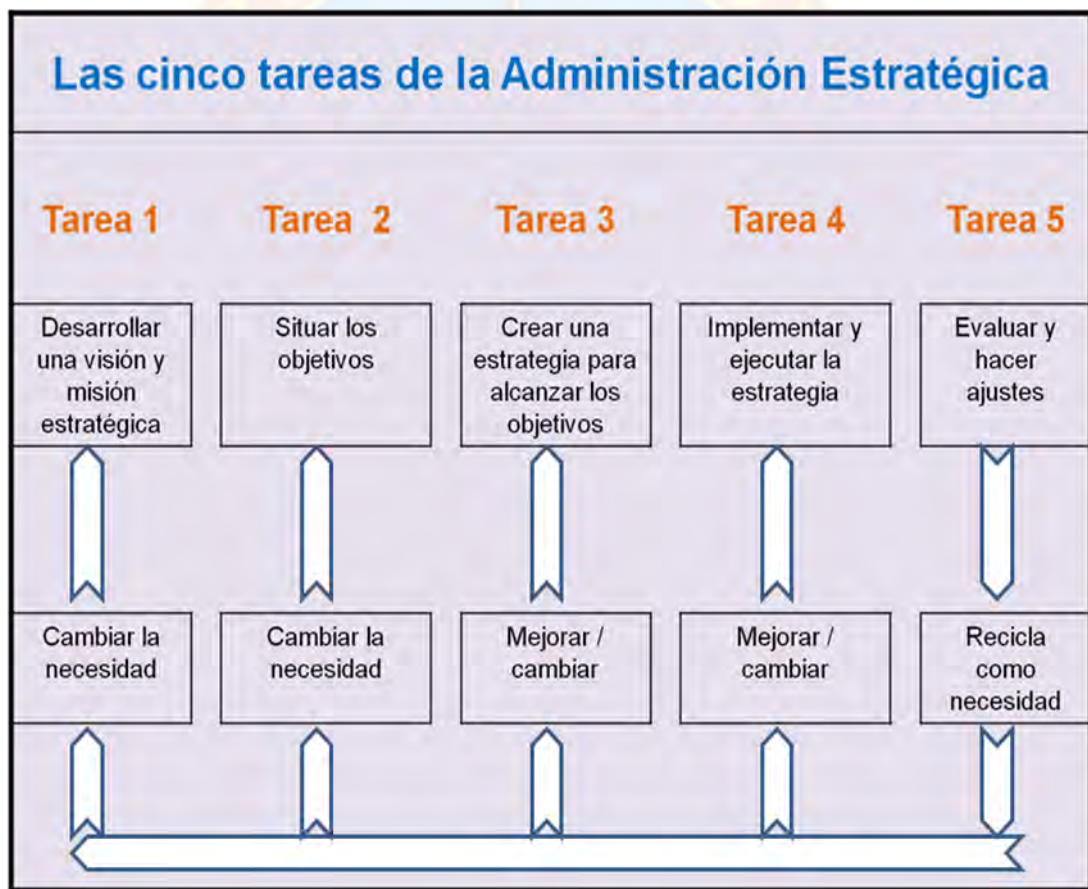 Las cinco tareas de la Administración Estratégica
Tarea 1
Tarea 2
Tarea 3
Tarea 4
Tarea 5
Desarrollar
una visión y
misión
estratégica
Situar los
objetivos
Crear una
estrategia para
alcanzar los
objetivos
Implementar y
ejecutar la
estrategia
Evaluar y
hacer
ajustes
Cambiar la
necesidad
Cambiar la
necesidad
Mejorar /
cambiar
Mejorar /
cambiar
Recicla
como
necesidad